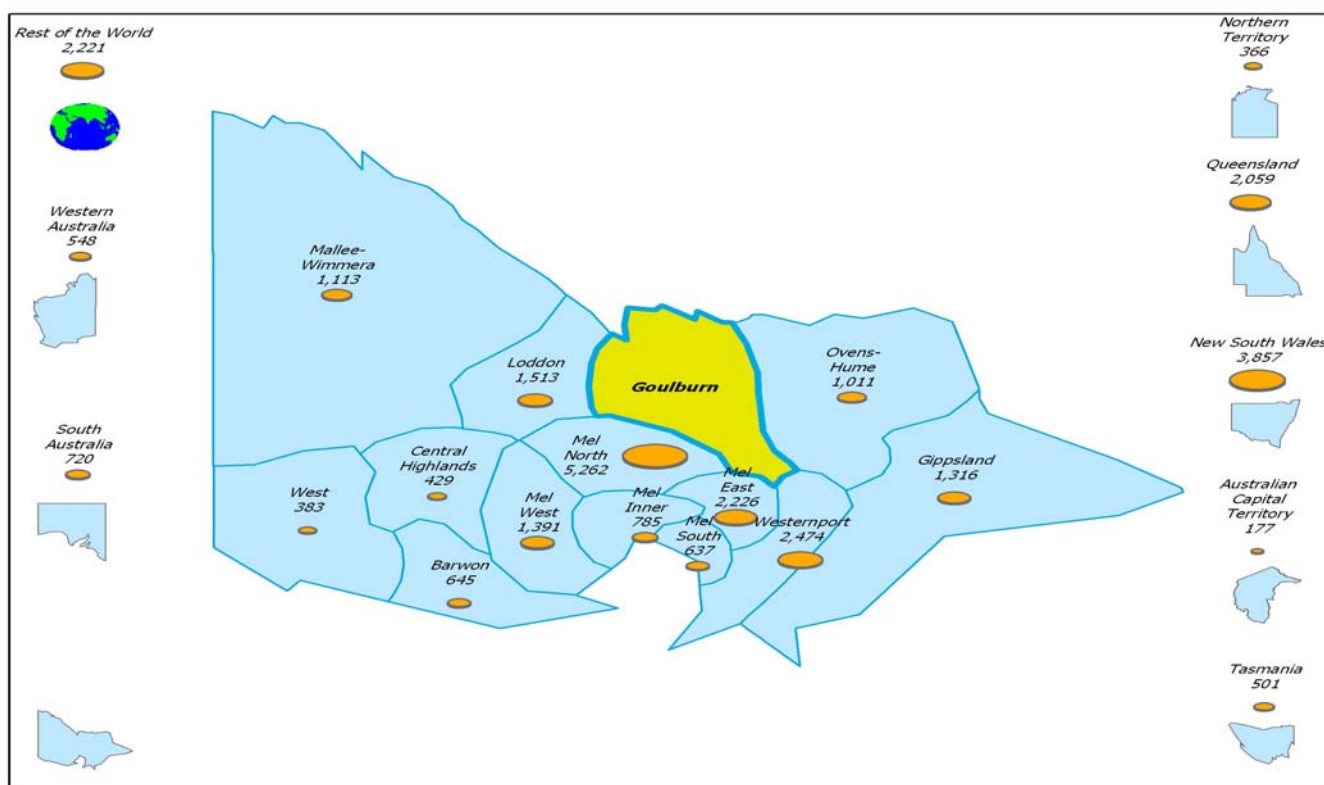 Rest of the World
2,221
Western
Australia
548
South
Australia
720
Mallee-
Wimmera
1,113
Loddon
1,513
Goulburn
Ovens-
Hume
1,011
Central
Highlands
429
West
383
Barwon
645
Mel
West
1,391
Mel
North
5,262
Mel
Inner
785
Mel
East
2,226
Mel
South
637
Westernport
2,474
Gippsland
1,316
Northern
Territory
366
Queensland
2,059
New South Wales
3,857
Australian
Capital
Territory
177
Tasmania
501